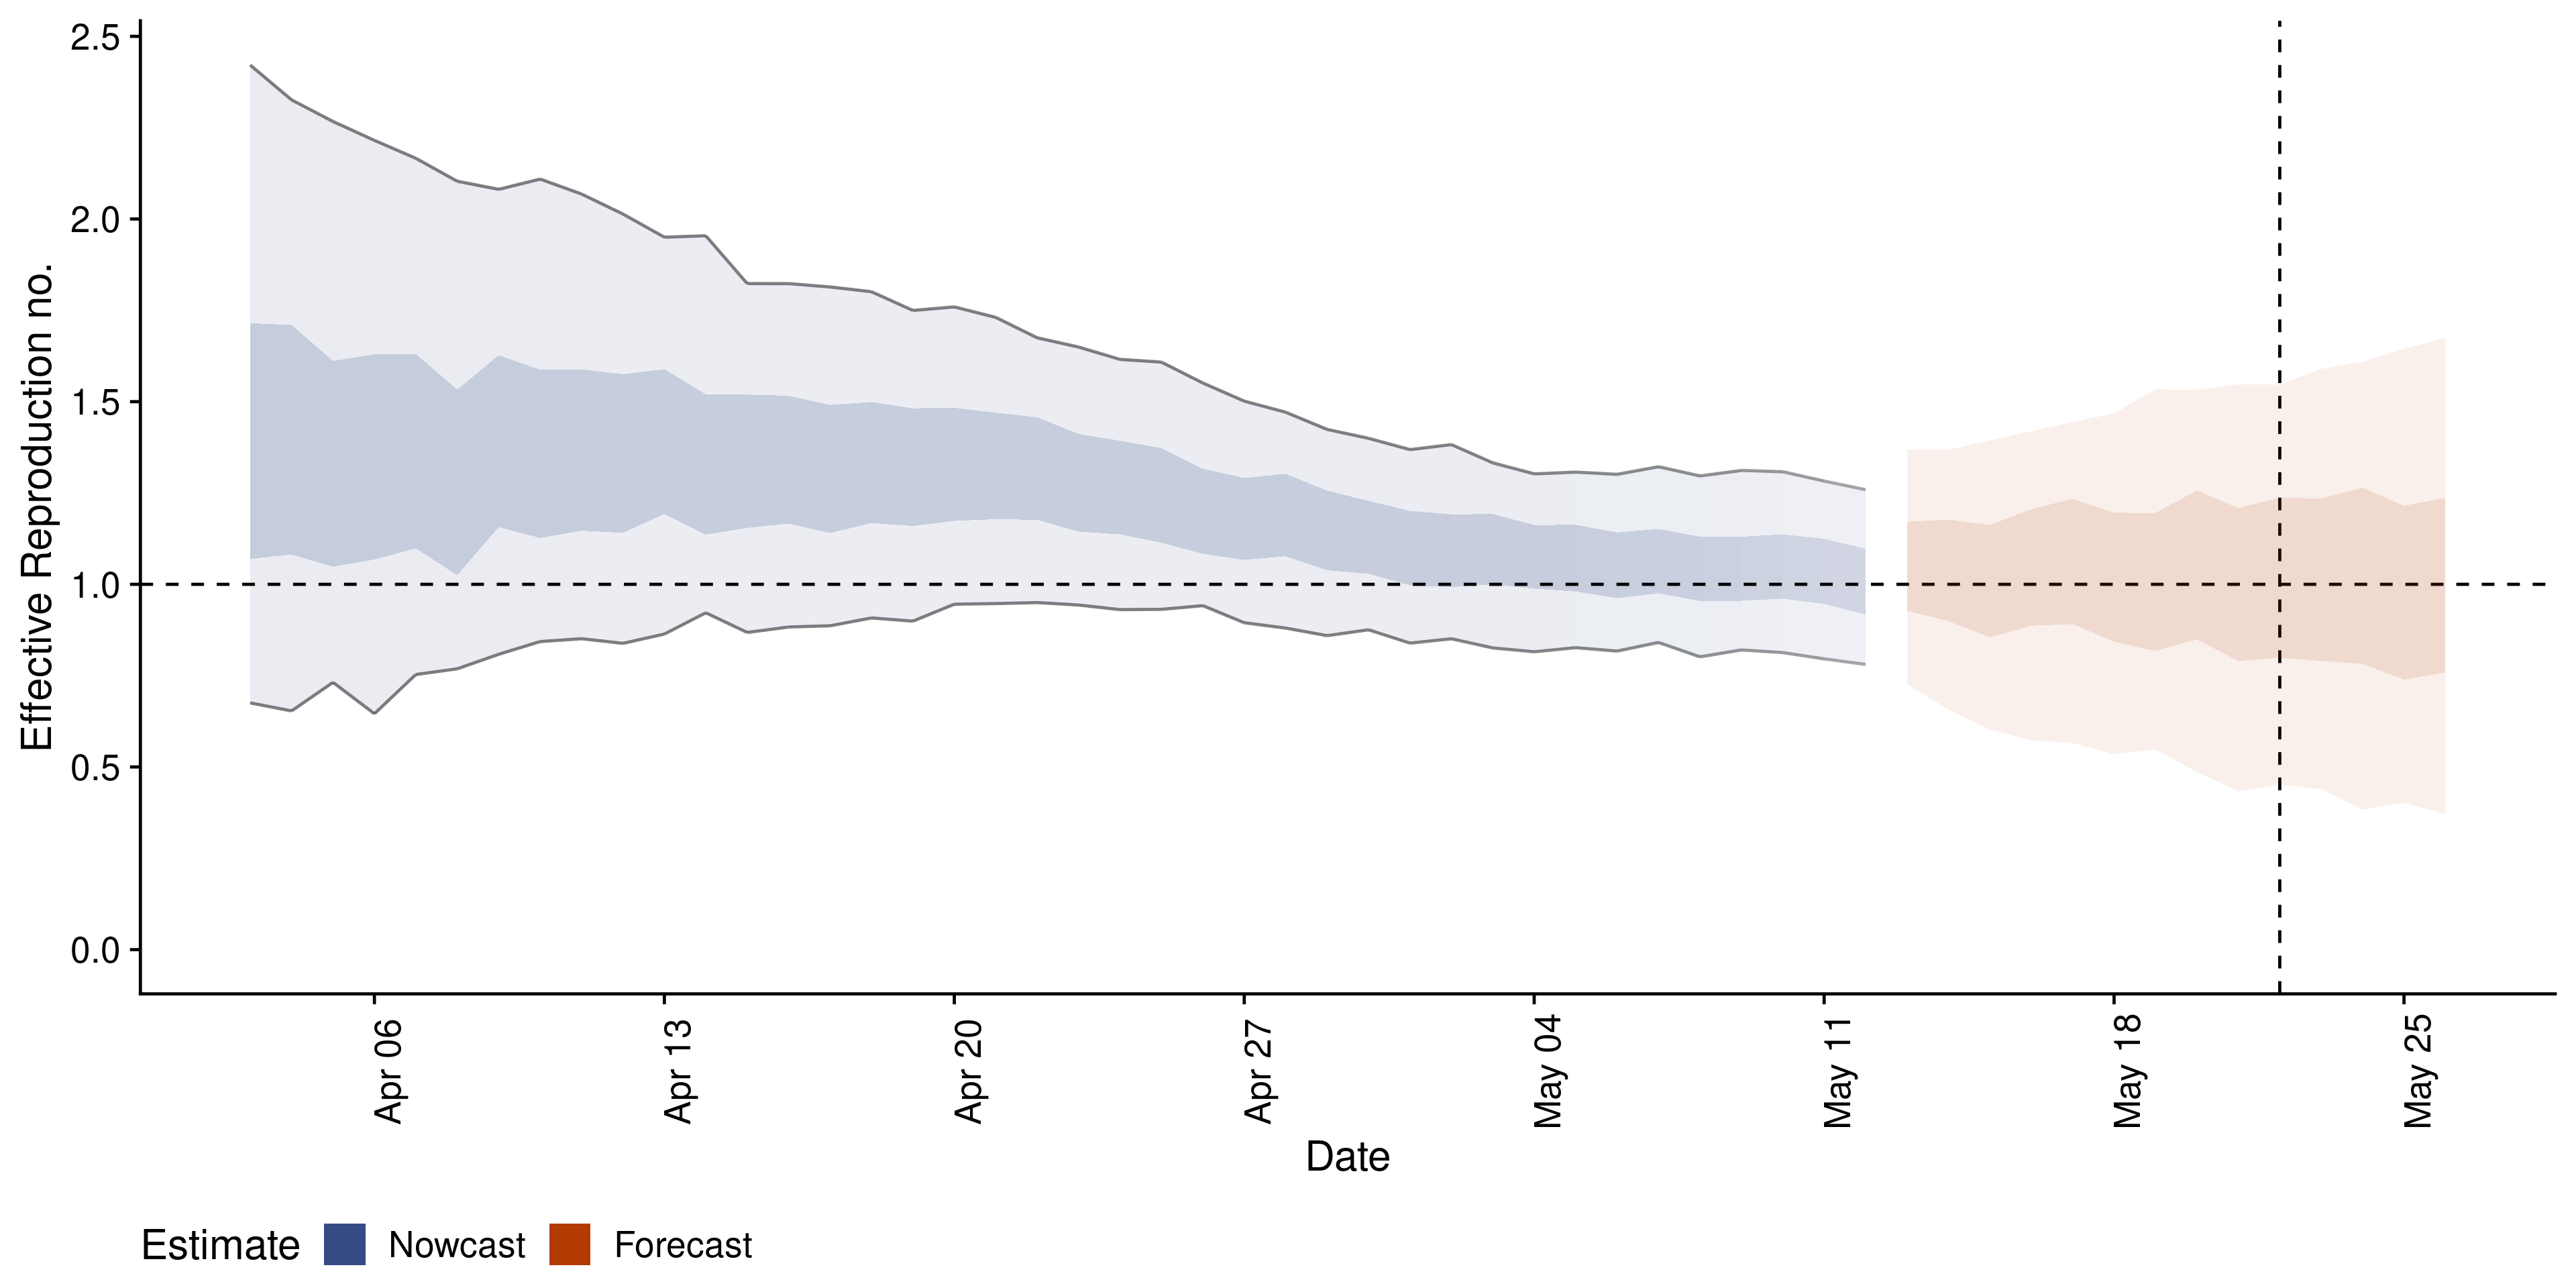 Effective Reproduction no.
2.5
2.0
1.5
1.0
0.5
0.0
Apr 06
Apr 13
Apr 20
Apr 27
May 04
May 11
May 18
May 25
Date
Estimate Nowcast Forecast